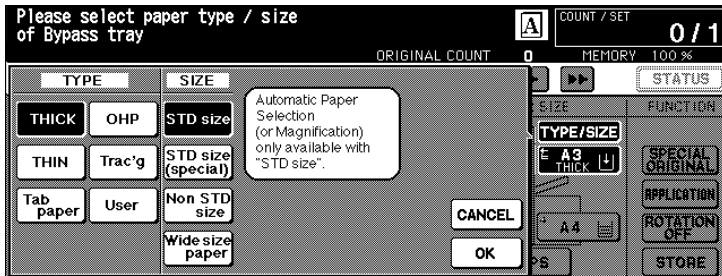 Please select paper type / size
of Bypass tray
A
COUNT / SET
0 / 1
ORIGINAL COUNT 0 MEMORY 100 %
TYPE SIZE
STATUS
THICK OHP STD size
THIN Trac'g STD size
(special)
Tab
paper User Non STD
size
Wide size
paper
Automatic Paper
Selection
(or Magnification)
only available with
"STD size".
CANCEL
OK
SIZE FUNCTION
TYPE/SIZE
A3
THICK
A4
SPECIAL
ORIGINAL
APPLICATION
ROTATION
OFF
STORE